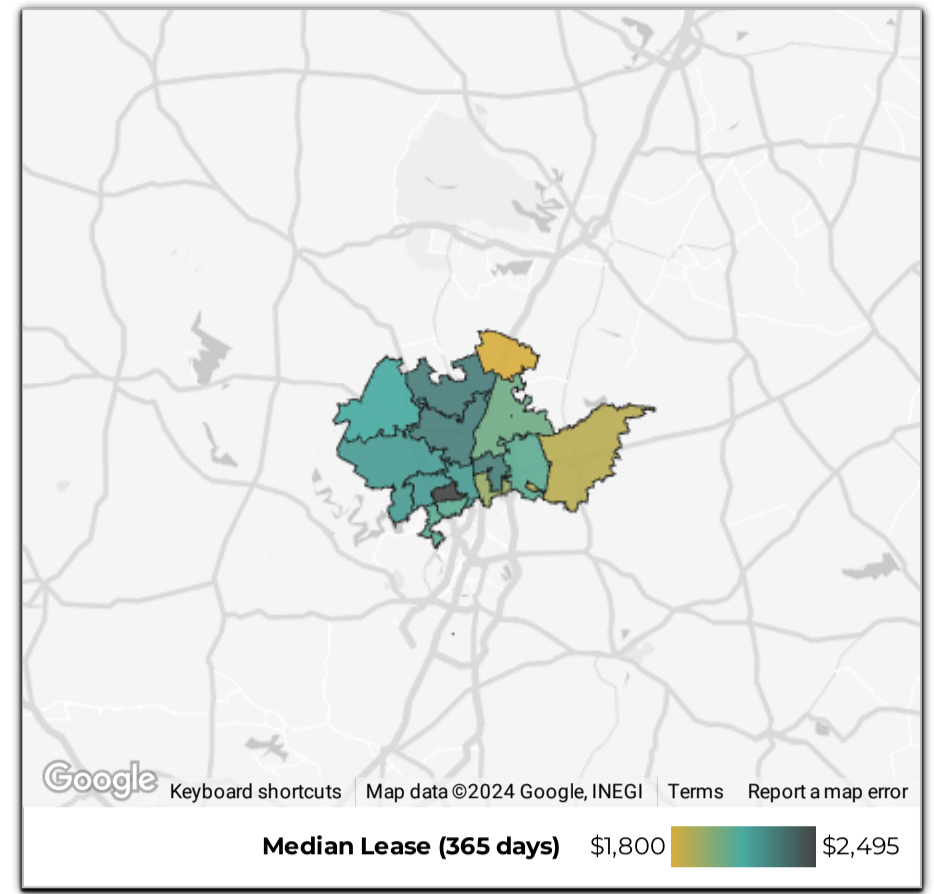 Google
Keyboard shortcuts
Map data ©2024 Google, INEGI
Terms
Report a map error
Median Lease (365 days)
$1,800
$2,495